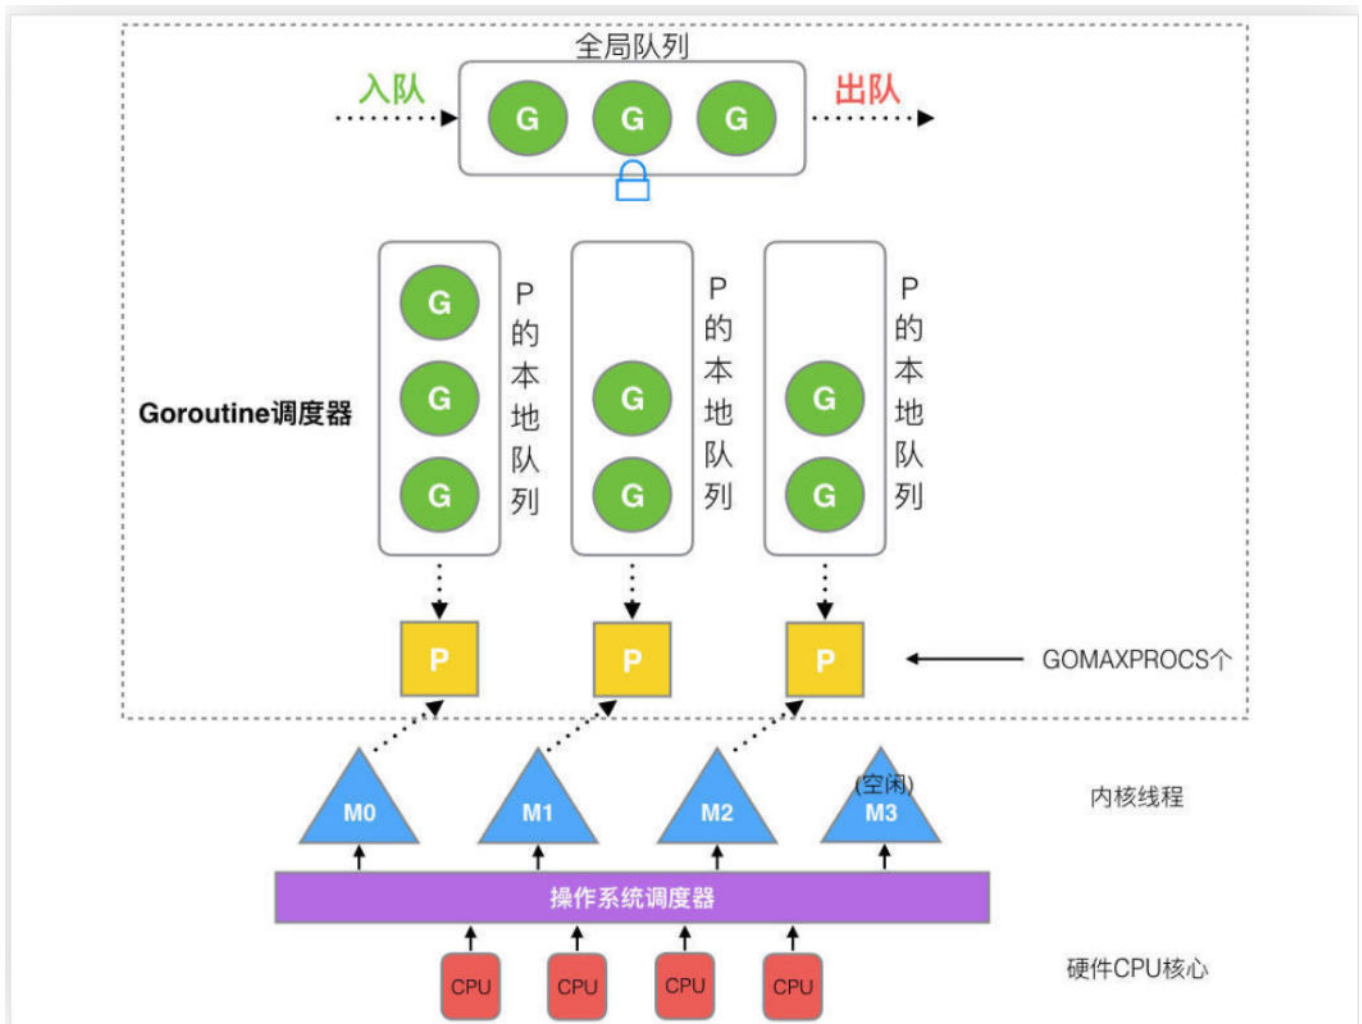 全局队列
入队
G G G
出队
G
G
G
P的本地队列
G
G
P的本地队列
G
G
P的本地队列
Goroutine调度器
P P P
GOMAXPROCS个
M0
M1
M2
(空闲)
M3
内核线程
操作系统调度器
CPU CPU CPU CPU
硬件CPU核心